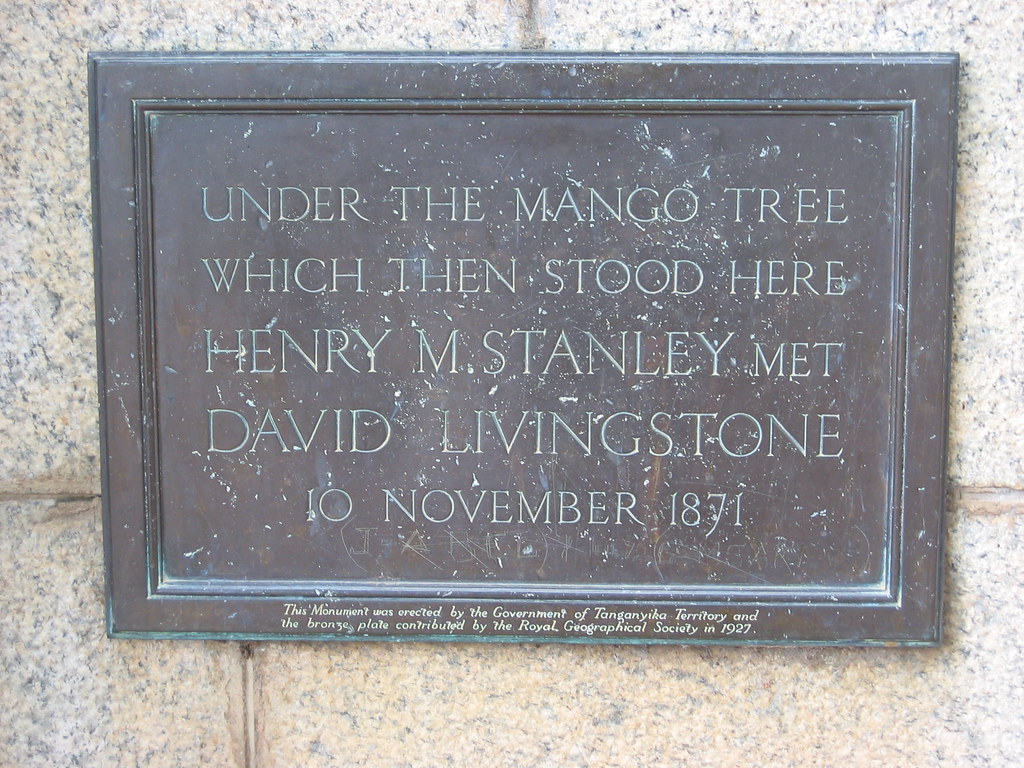 UNDER THE MANGO TREE
WHICH THEN STOOD HERE
HENRY M. STANLEY MET
DAVID LIVINGSTONE
10 NOVEMBER 1871
This Monument was erected by the Government of Tanganyika Territory and
the bronze plate contributed by the Royal Geographical Society in 1927.